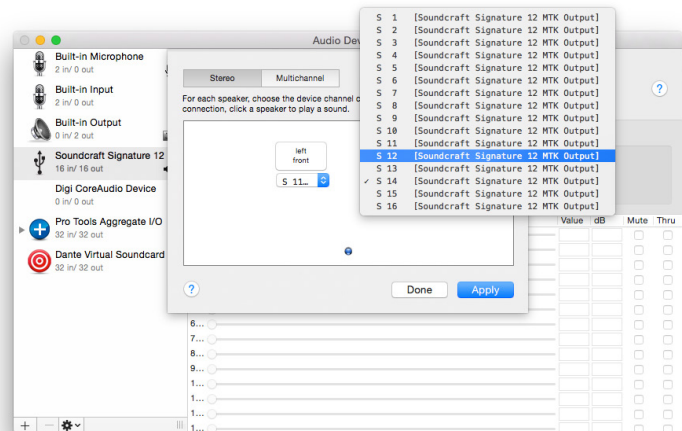 S 1 [Soundcraft Signature 12 MTK Output]
S 2 [Soundcraft Signature 12 MTK Output]
S 3 [Soundcraft Signature 12 MTK Output]
S 4 [Soundcraft Signature 12 MTK Output]
S 5 [Soundcraft Signature 12 MTK Output]
S 6 [Soundcraft Signature 12 MTK Output]
S 7 [Soundcraft Signature 12 MTK Output]
S 8 [Soundcraft Signature 12 MTK Output]
S 9 [Soundcraft Signature 12 MTK Output]
S 10 [Soundcraft Signature 12 MTK Output]
S 11 [Soundcraft Signature 12 MTK Output]
S 12 [Soundcraft Signature 12 MTK Output]
S 13 [Soundcraft Signature 12 MTK Output]
✓ S 14 [Soundcraft Signature 12 MTK Output]
S 15 [Soundcraft Signature 12 MTK Output]
S 16 [Soundcraft Signature 12 MTK Output]
Audio Dev
Built-in Microphone
2 in/ 0 out
Built-in Input
2 in/ 0 out
Built-in Output
0 in/ 2 out
Soundcraft Signature 12
16 in/ 16 out
Digi CoreAudio Device
0 in/ 0 out
Pro Tools Aggregate I/O
32 in/ 32 out
Dante Virtual Soundcard
32 in/ 32 out
Stereo Multichannel
For each speaker, choose the device channel
connection, click a speaker to play a sound.
left
front
S 11...
? Done Apply
?
Value dB Mute Thru
6...
7...
8...
9...
1...
1...
1...
1...